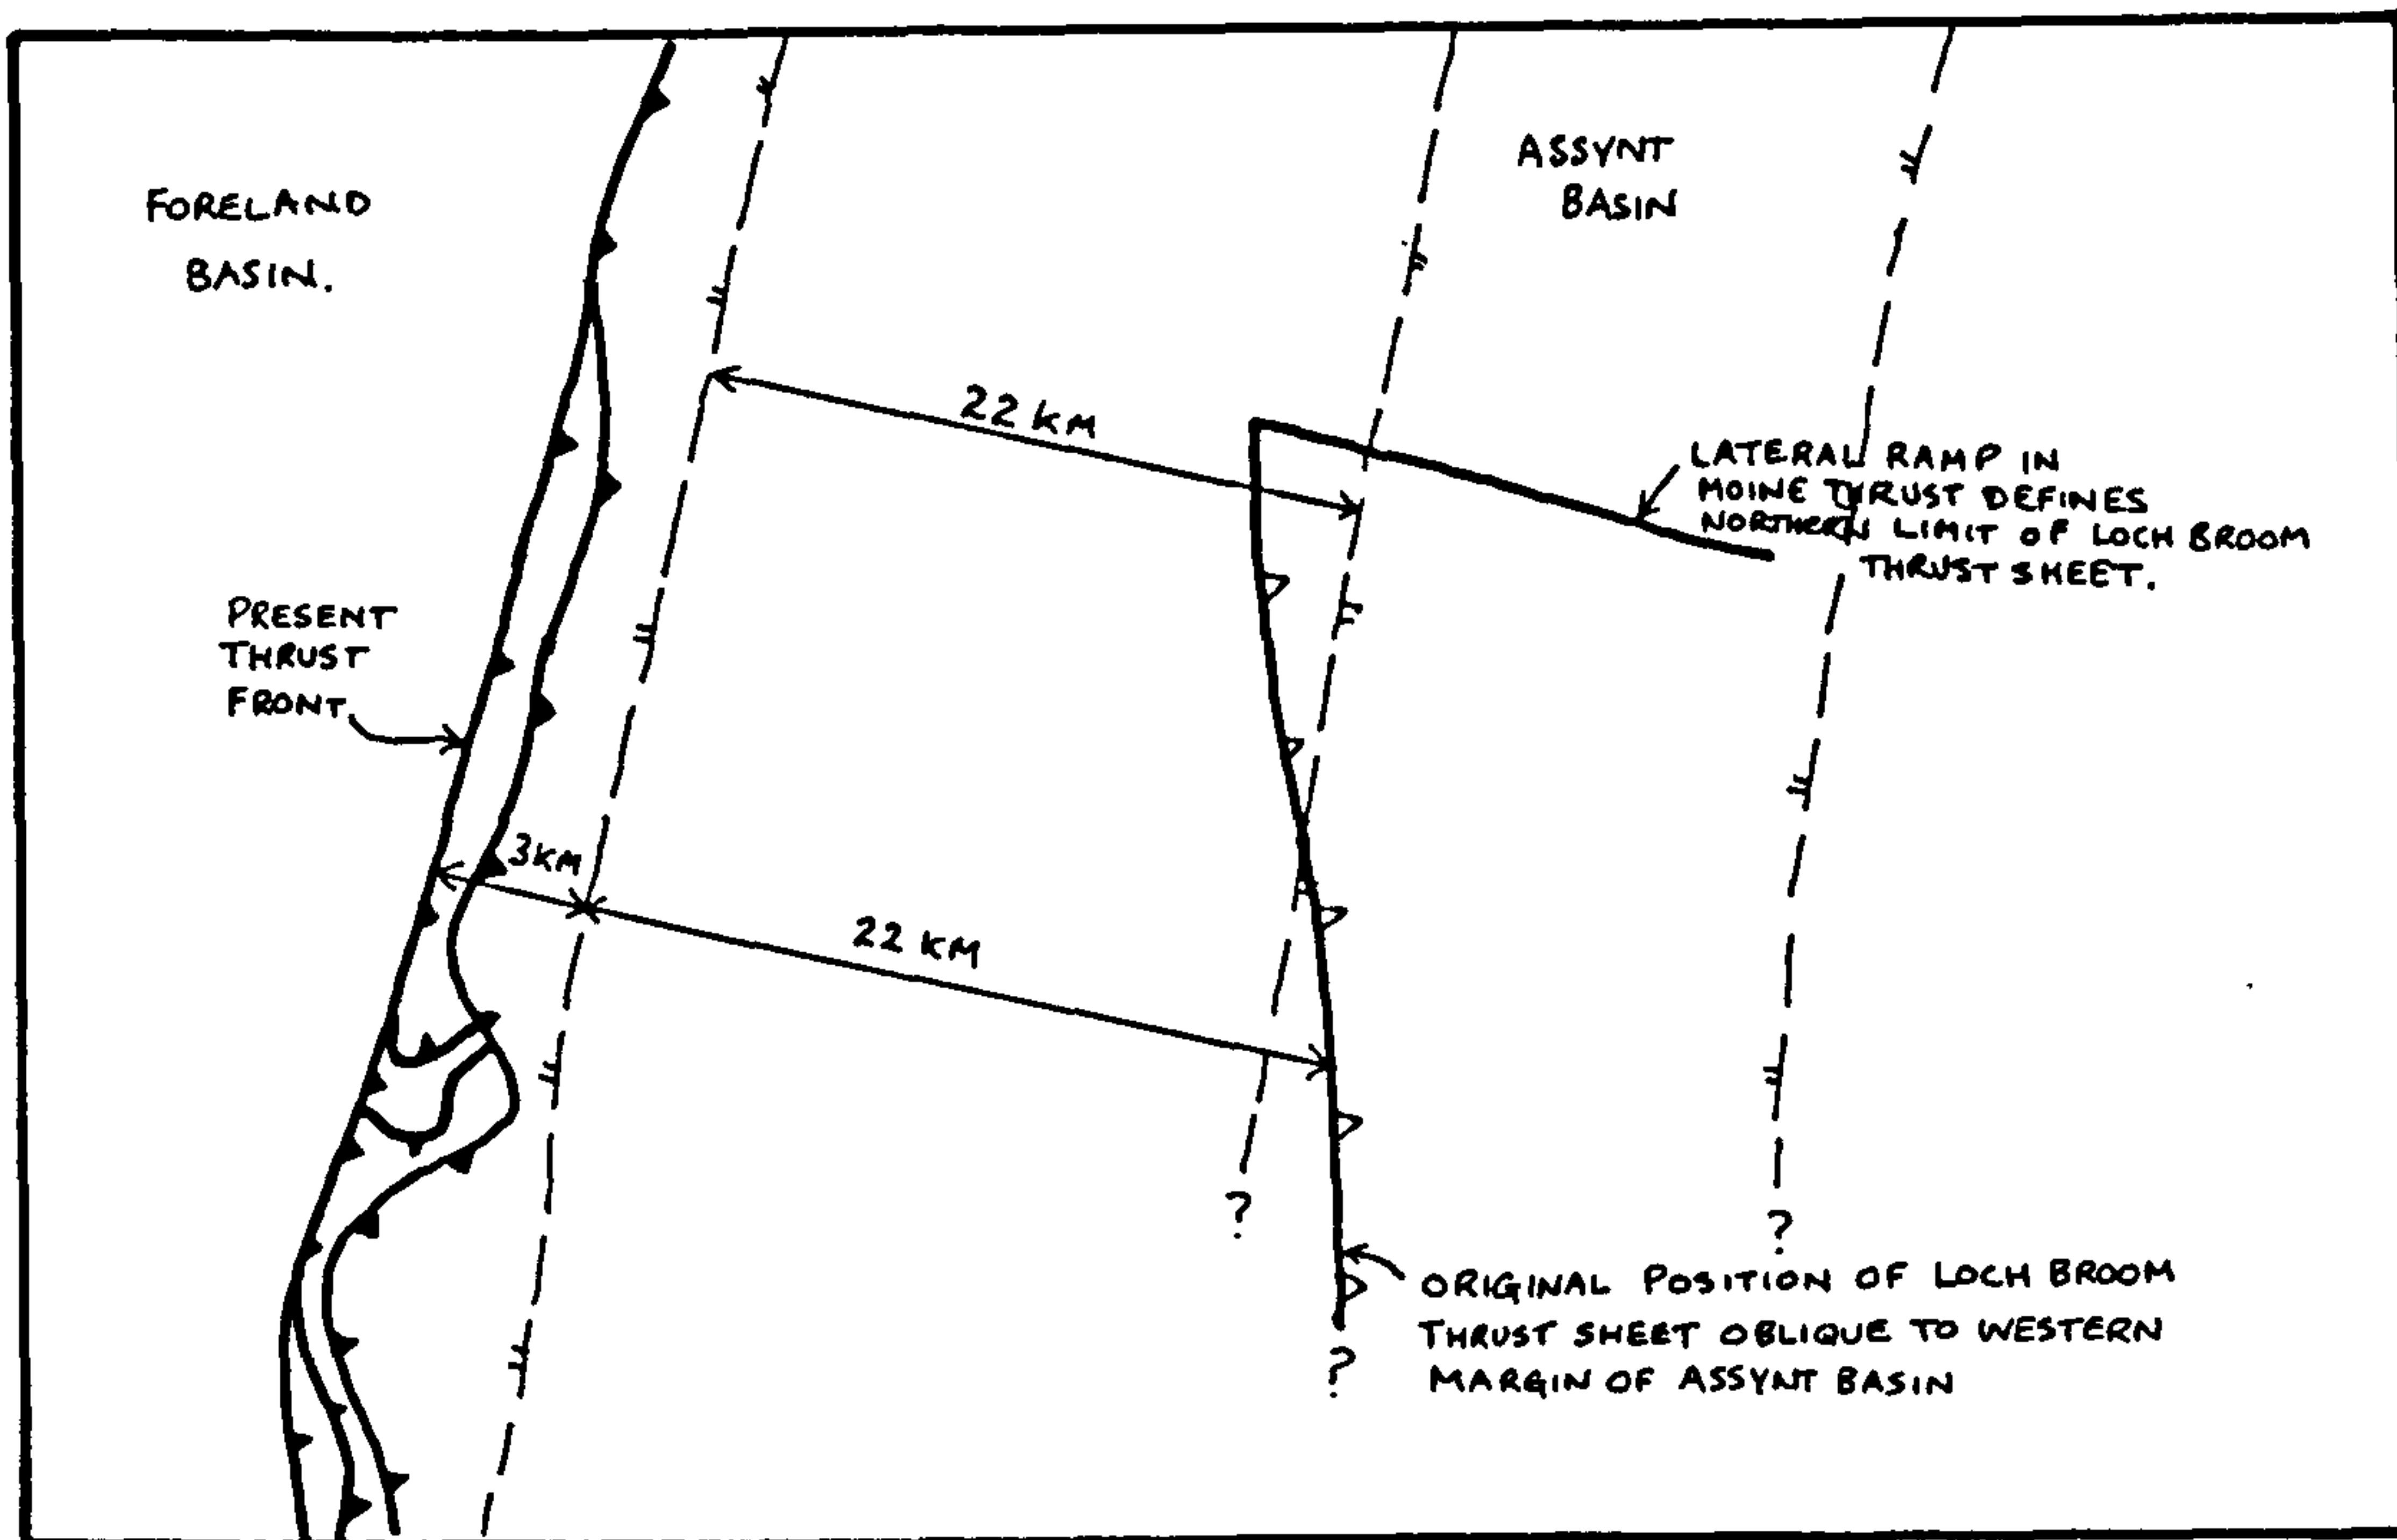 FORELAND
BASIN.
ASSYNT
BASIN
22 KM
LATERAL RAMP IN
MOINE THRUST DEFINES
NORTHERN LIMIT OF LOCH BROOM
THRUST SHEET.
PRESENT
THRUST
FRONT
3KM
22 KM
?
?
ORIGINAL POSITION OF LOCH BROOM
THRUST SHEET OBLIQUE TO WESTERN
MARGIN OF ASSYNT BASIN
?